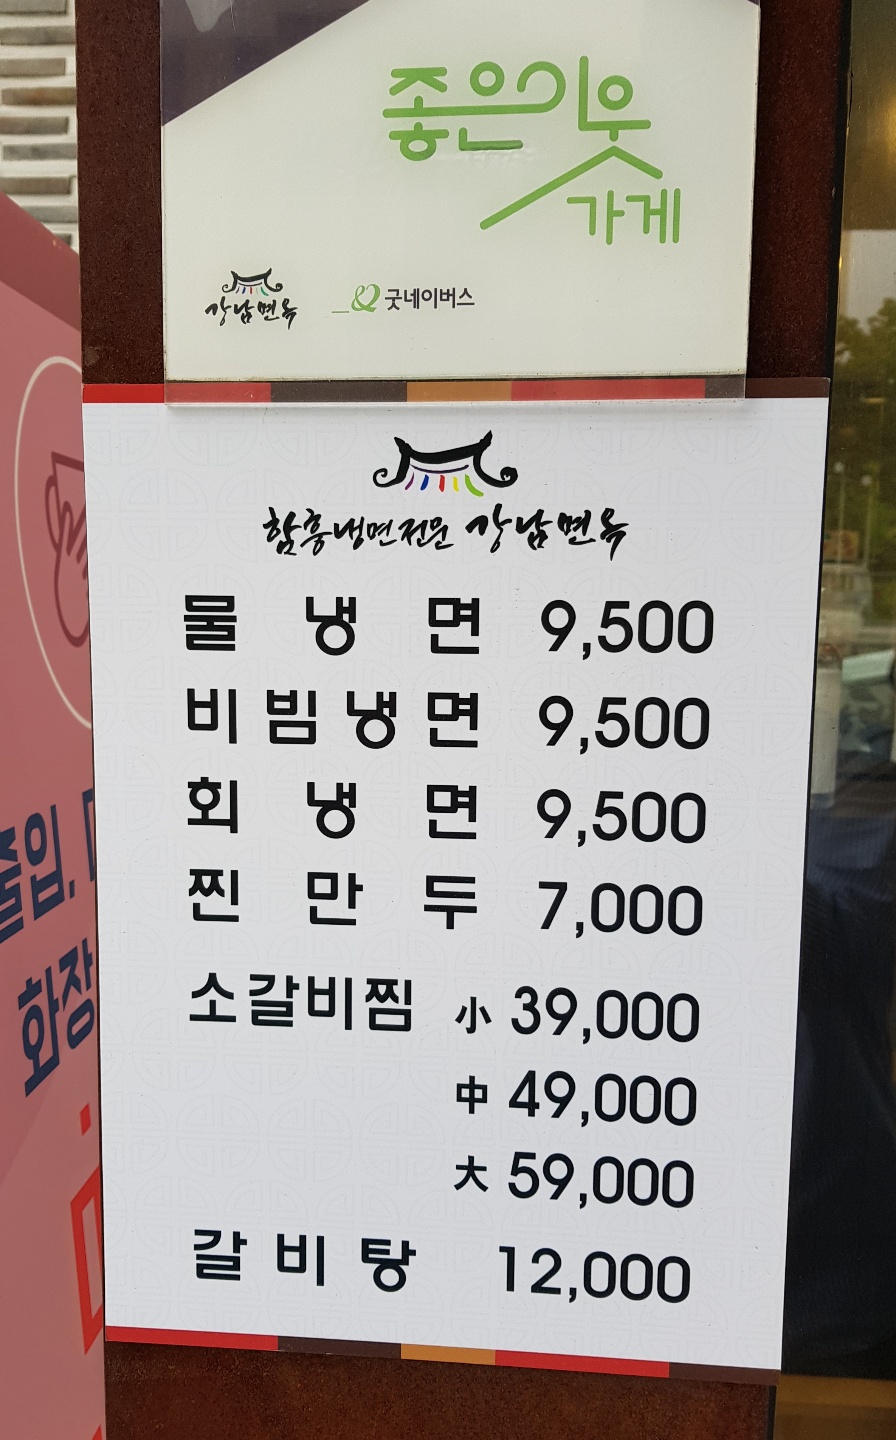 좋은이웃
가게
강남면옥
굿네이버스
함흥냉면전문 강남면옥
물냉면 9,500
비빔냉면 9,500
회냉면 9,500
찐만두 7,000
소갈비찜 小 39,000
中 49,000
大 59,000
갈비탕 12,000
출입,
화장